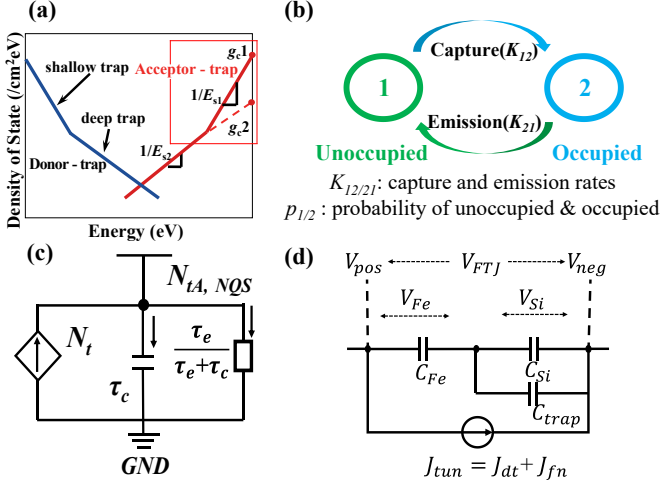 (a)
Density of State (/cm²eV)
shallow trap
deep trap
Donor - trap
Acceptor - trap
g_c1
g_c2
1/E_s1
1/E_s2
Energy (eV)
(b)
Capture(K_12)
1
2
Emission(K_21)
Unoccupied
Occupied
K_12/21: capture and emission rates
p_1/2 : probability of unoccupied & occupied
(c)
N_tA, NQS
N_t
τ_c
τ_e
τ_e+τ_c
GND
(d)
V_pos
V_FTJ
V_neg
V_Fe
V_Si
C_Fe
C_Si
C_trap
J_tun = J_dt + J_fn